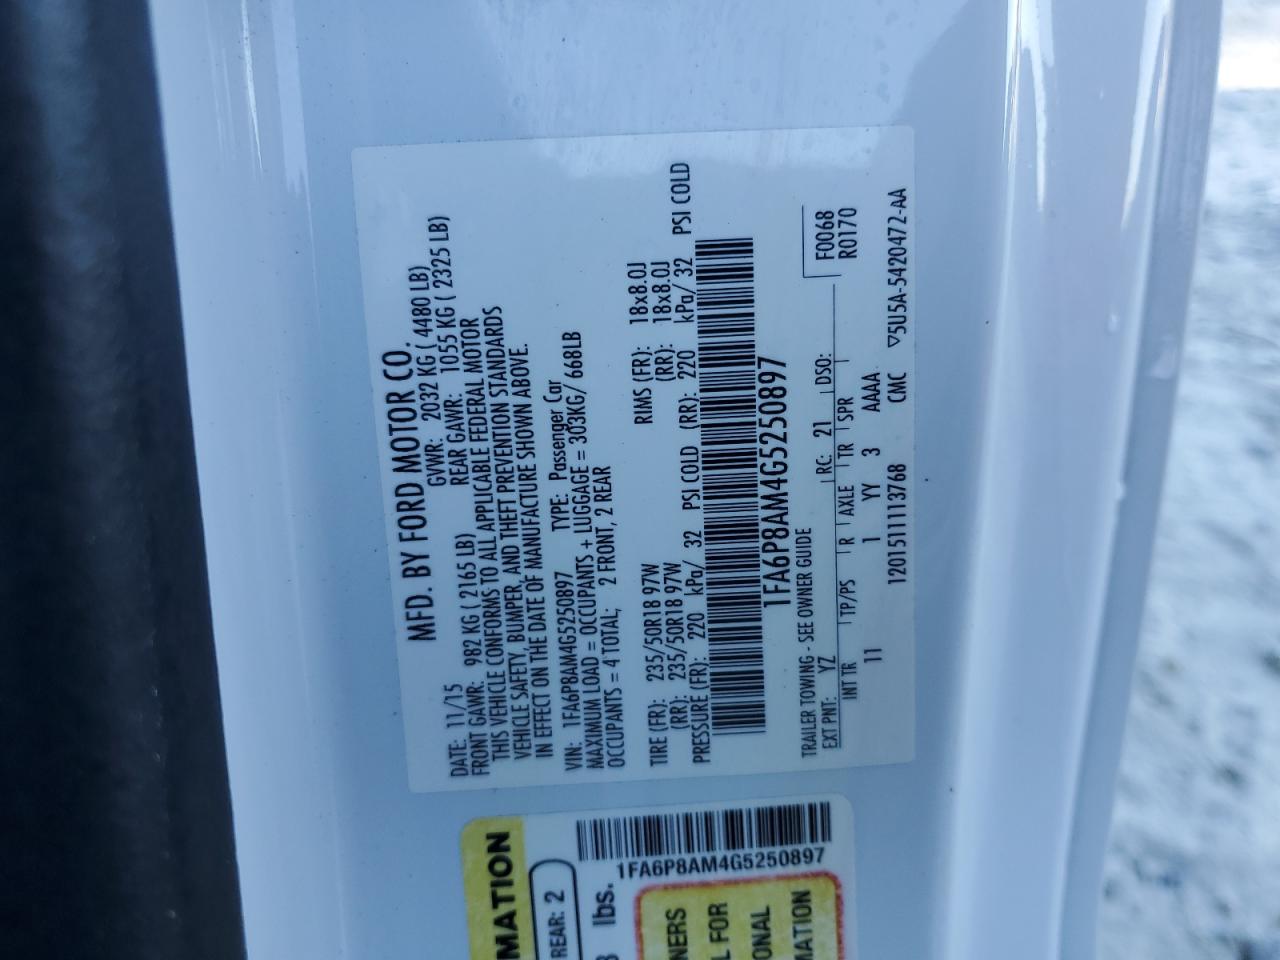 MFD. BY FORD MOTOR CO.
DATE: 11/15 GVWR: 2032 KG ( 4480 LB)
FRONT GAWR: 982 KG ( 2165 LB) REAR GAWR: 1055 KG ( 2325 LB)
THIS VEHICLE CONFORMS TO ALL APPLICABLE FEDERAL MOTOR
VEHICLE SAFETY, BUMPER, AND THEFT PREVENTION STANDARDS
IN EFFECT ON THE DATE OF MANUFACTURE SHOWN ABOVE.
VIN: 1FA6P8AM4G5250897 TYPE: Passenger Car
MAXIMUM LOAD = OCCUPANTS + LUGGAGE = 303KG/ 668LB
OCCUPANTS = 4 TOTAL; 2 FRONT, 2 REAR
TIRE (FR): 235/50R18 97W RIMS (FR): 18x8.0J
(RR): 235/50R18 97W (RR): 18x8.0J
PRESSURE (FR): 220 kPa/ 32 PSI COLD (RR): 220 kPa/ 32 PSI COLD
1FA6P8AM4G5250897
TRAILER TOWING - SEE OWNER GUIDE F0068
EXT PNT: YZ RC: 21 DSO: R0170
INT TR TP/PS R AXLE TR SPR
11 1 YY 3 AAAA
120151111113768 CMC ▽5U5A-5420472-AA
MATION
REAR: 2
lbs.
1FA6P8AM4G5250897
NERS
L FOR
ONAL
MATION